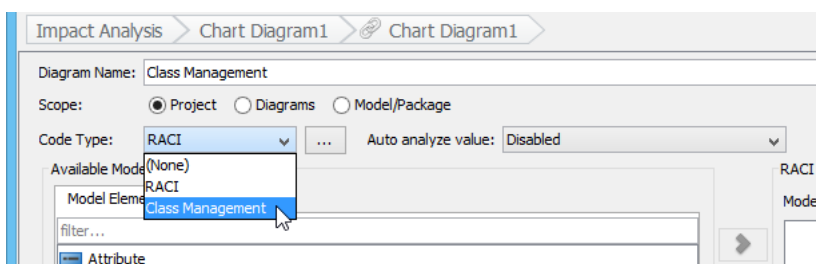 Impact Analysis Chart Diagram1 Chart Diagram1
Diagram Name: Class Management
Scope: Project Diagrams Model/Package
Code Type: RACI ... Auto analyze value: Disabled
(None)
RACI
Class Management
Available Mode
Model Eleme
filter...
Attribute
RACI
Mode